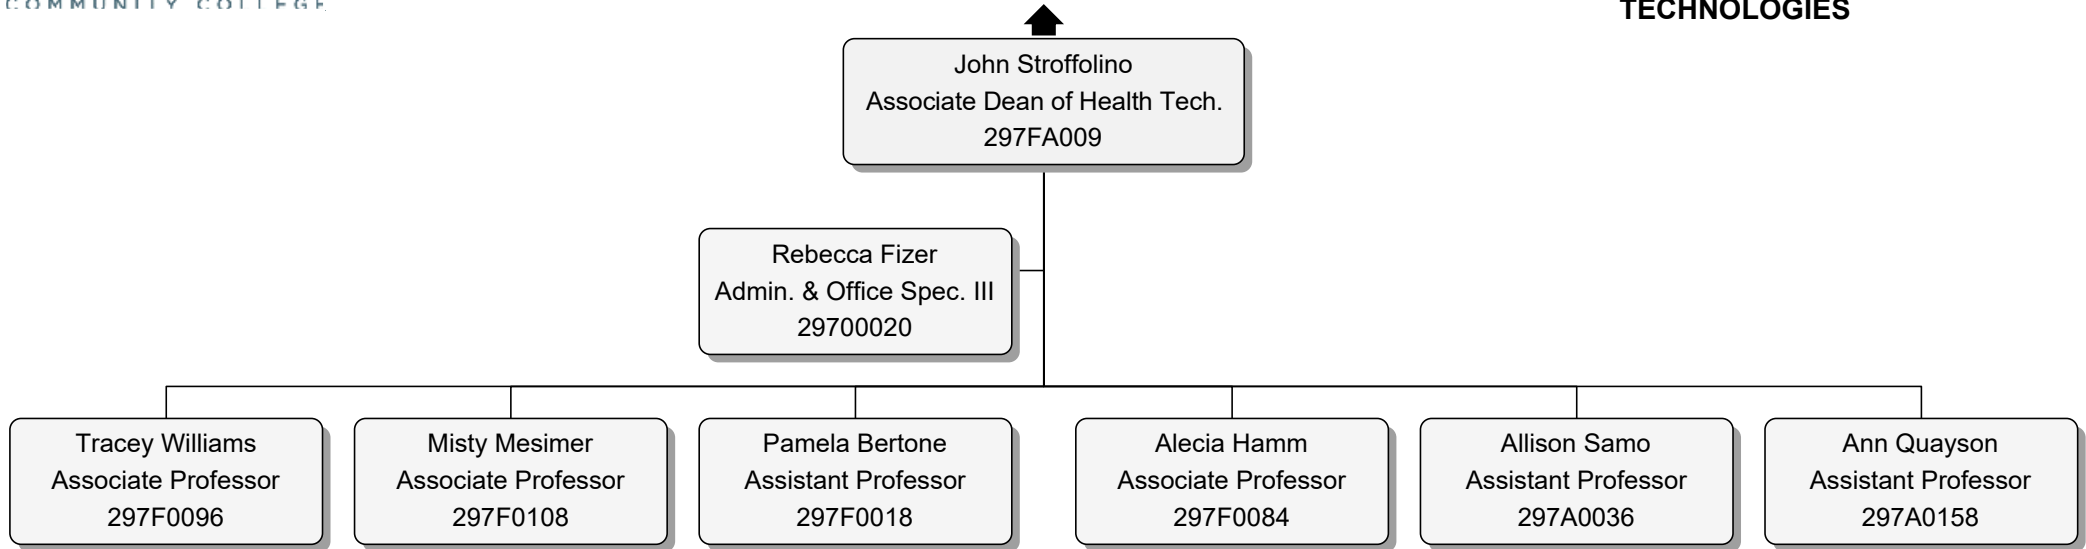 COMMUNITY COLLEGE
TECHNOLOGIES
John Stroffolino
Associate Dean of Health Tech.
297FA009
Rebecca Fizer
Admin. & Office Spec. III
29700020
Tracey Williams
Associate Professor
297F0096
Misty Mesimer
Associate Professor
297F0108
Pamela Bertone
Assistant Professor
297F0018
Alecia Hamm
Associate Professor
297F0084
Allison Samo
Assistant Professor
297A0036
Ann Quayson
Assistant Professor
297A0158